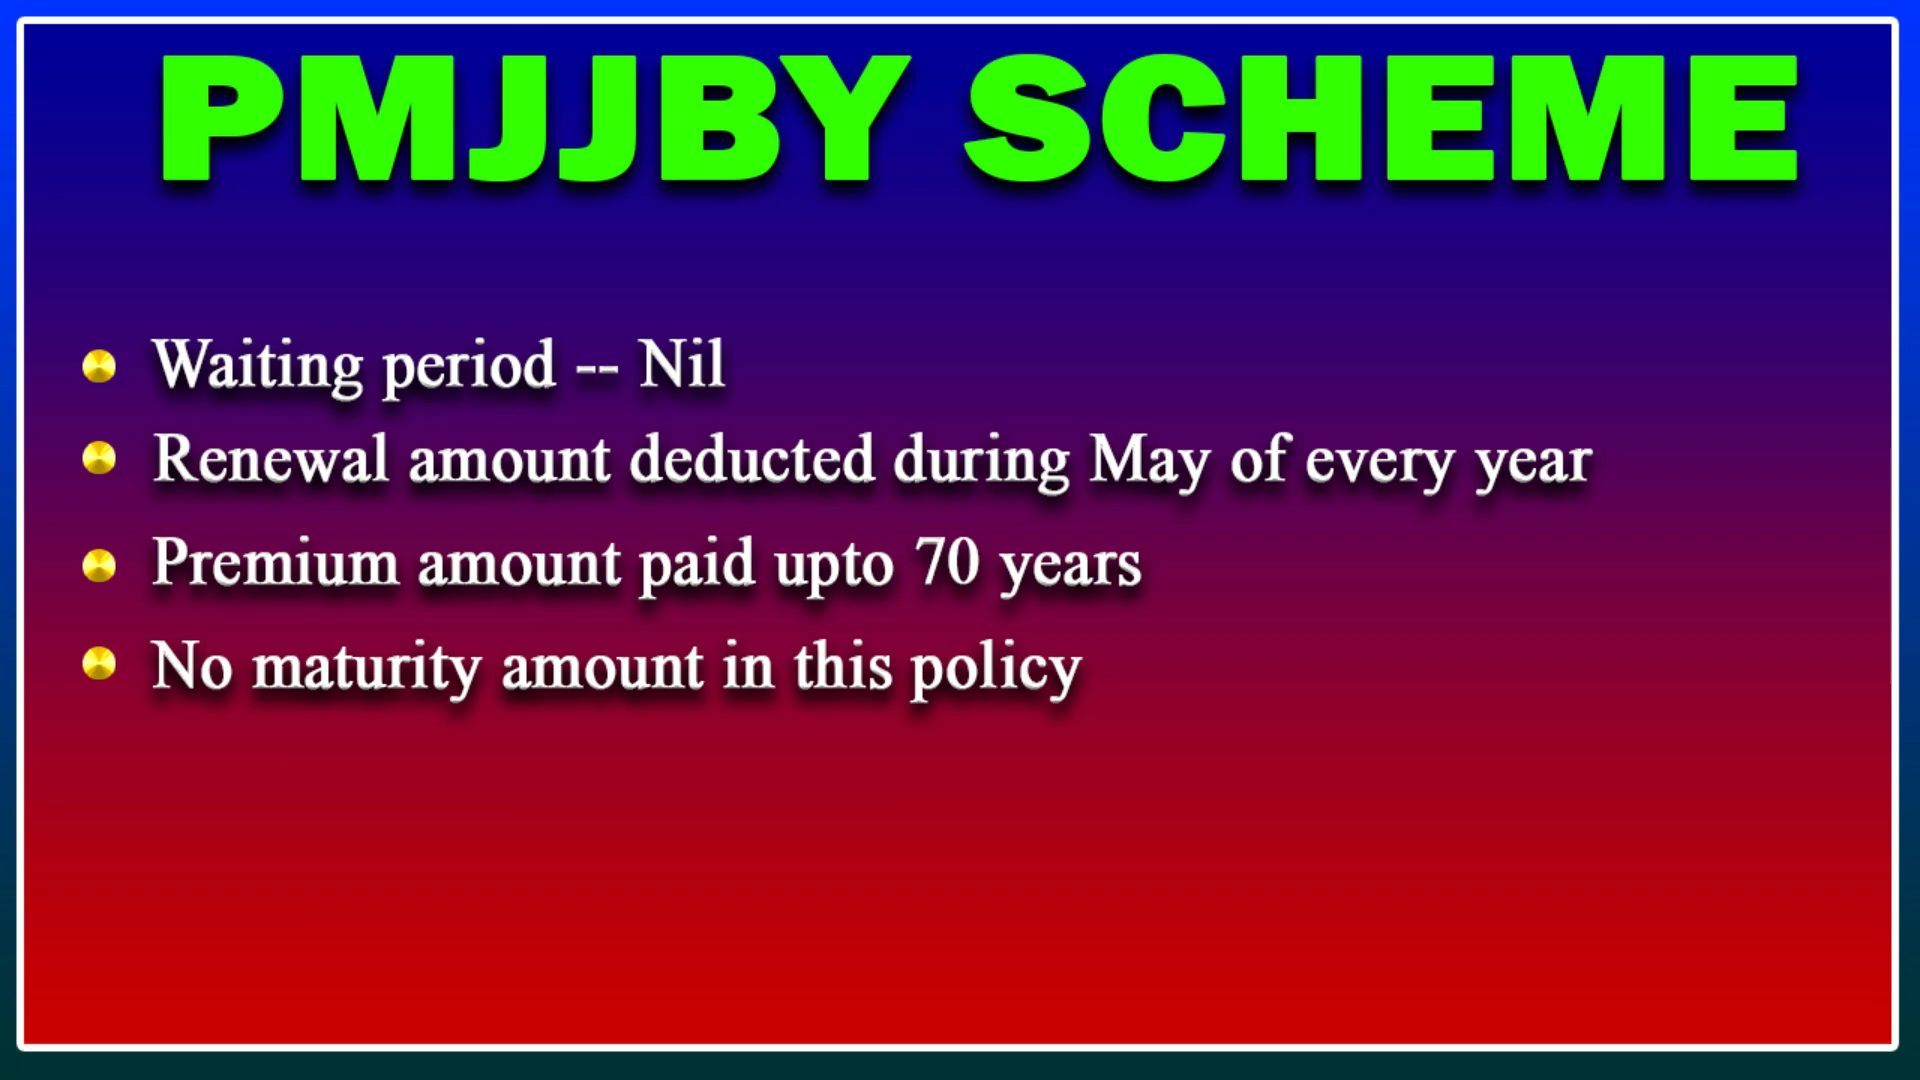 PMJJBY SCHEME
Waiting period -- Nil
Renewal amount deducted during May of every year
Premium amount paid upto 70 years
No maturity amount in this policy